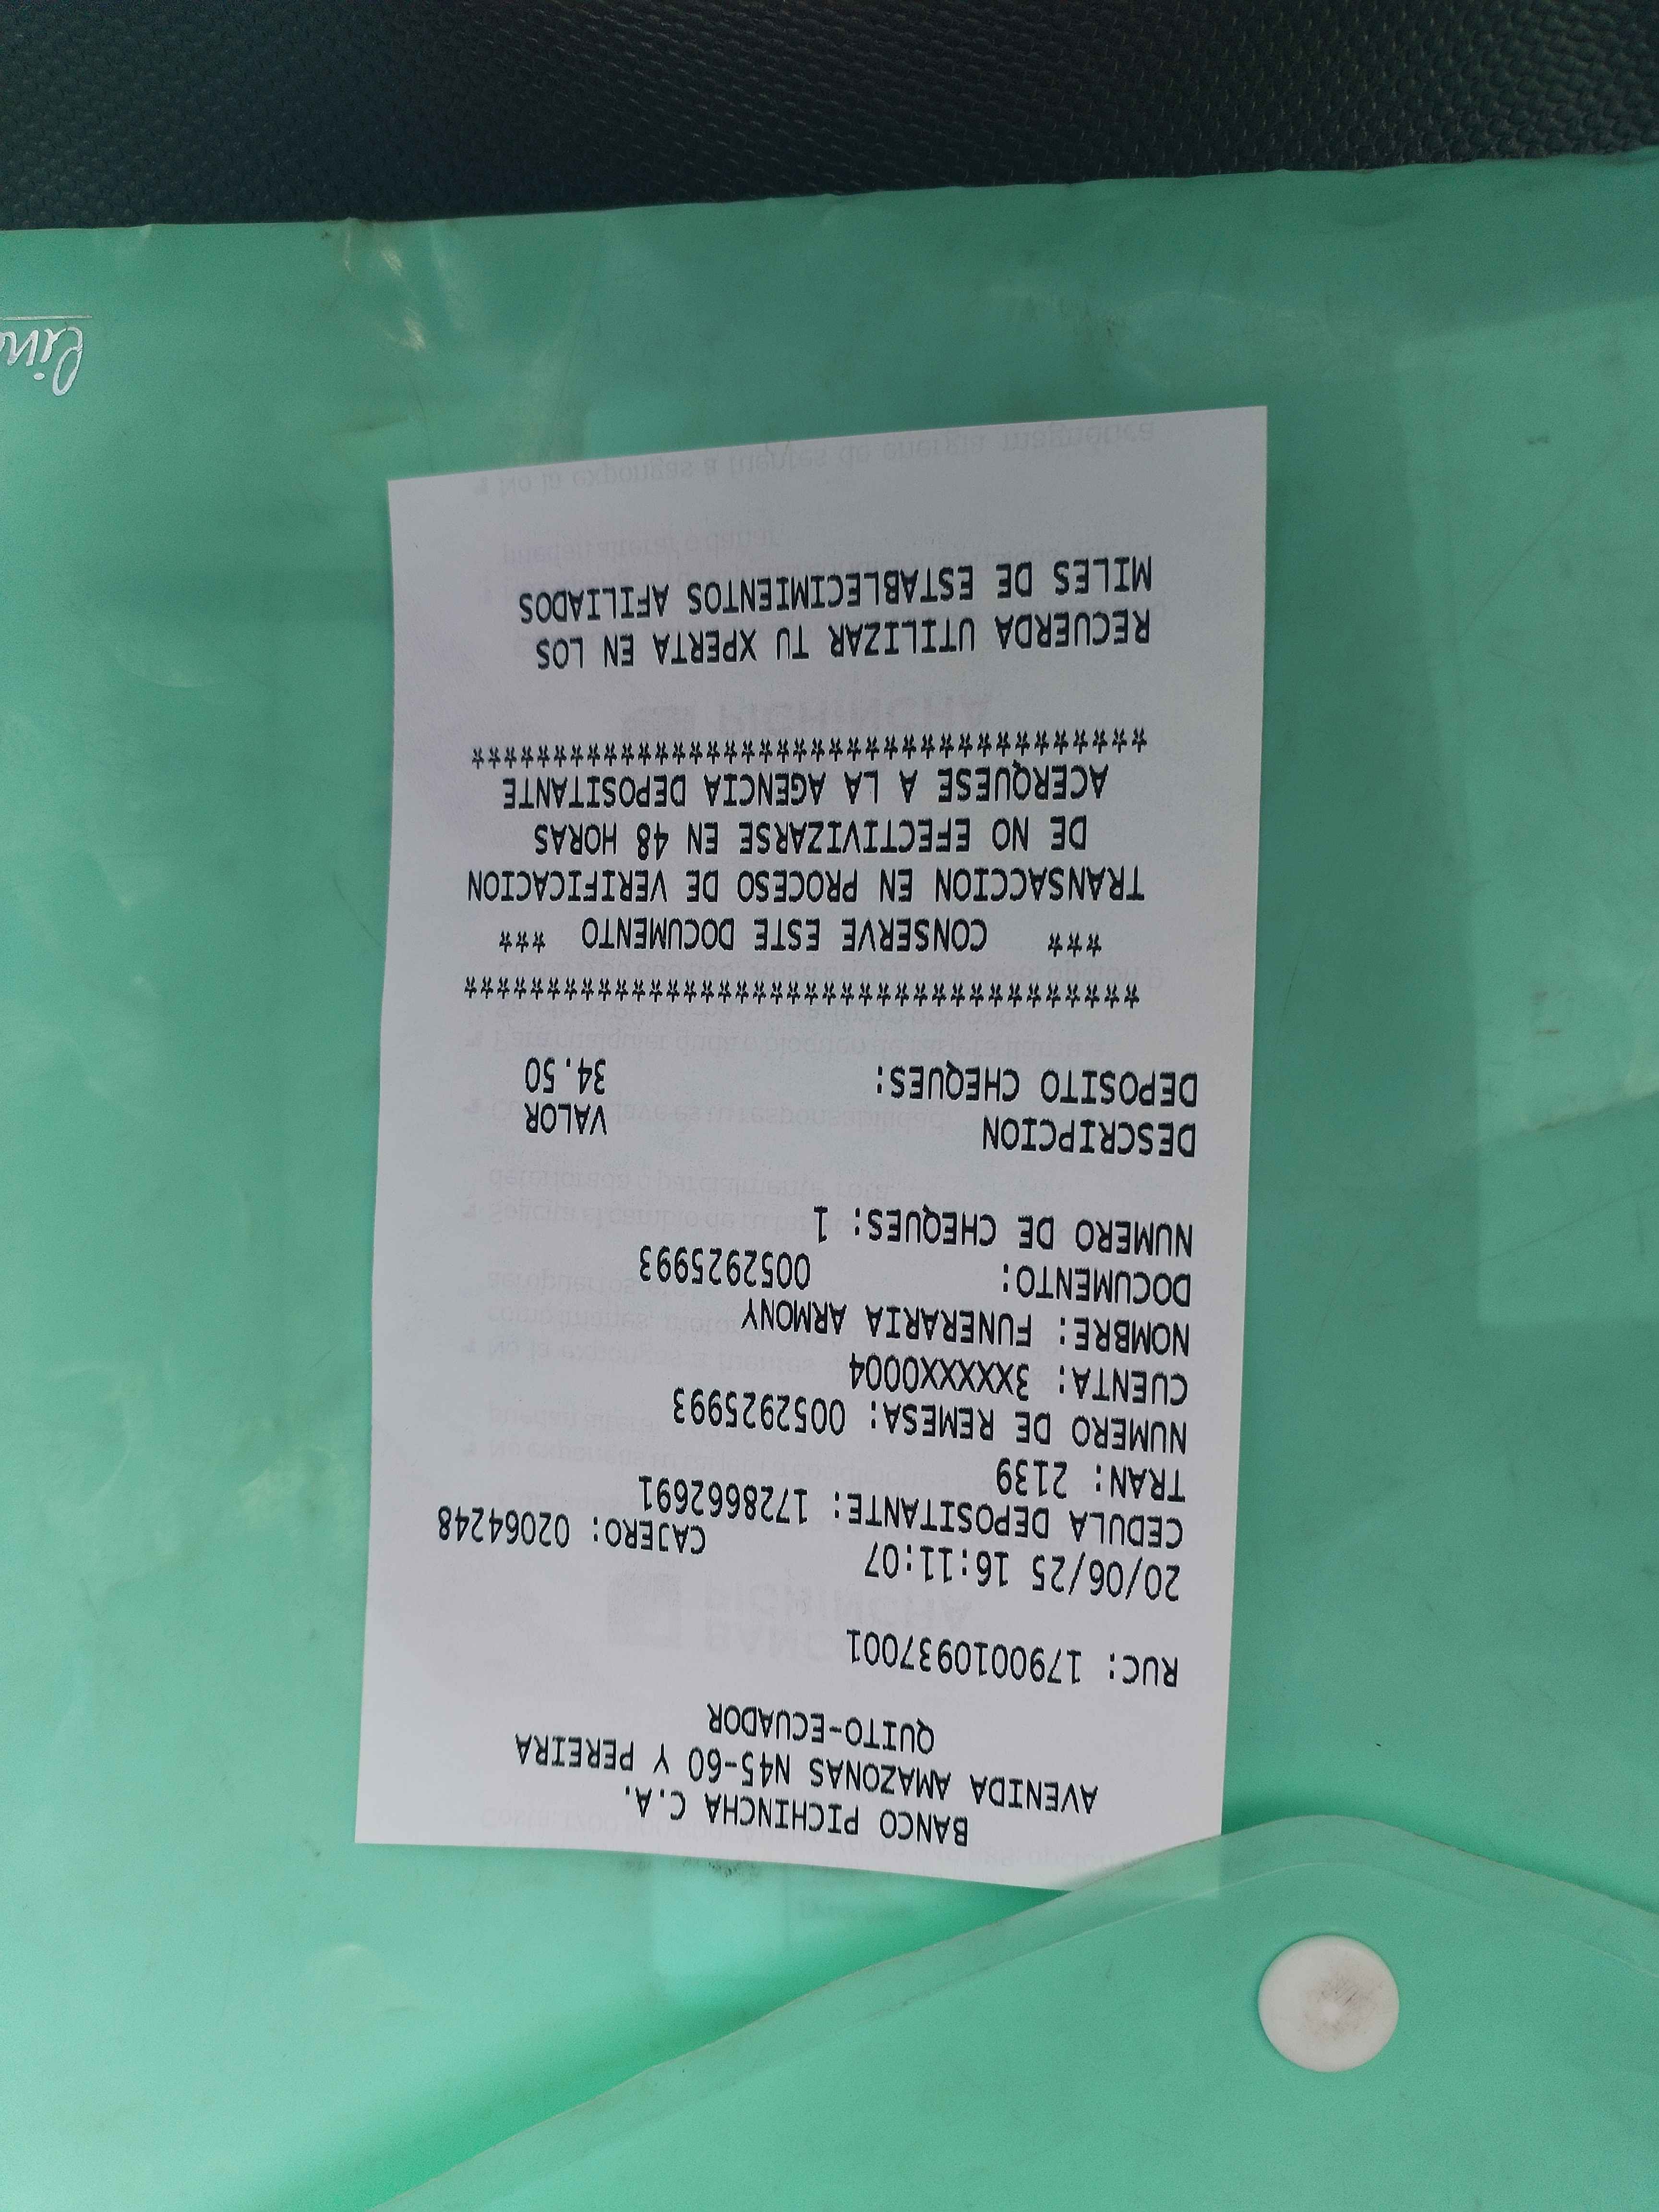 BANCO PICHINCHA C.A.
AVENIDA AMAZONAS N45-60 Y PEREIRA
QUITO-ECUADOR
RUC: 1790010937001
20/06/25 16:11:07 CAJERO: 02064248
CEDULA DEPOSITANTE: 1728662691
TRAN: 2139
NUMERO DE REMESA: 0052925993
CUENTA: 3XXXXX0004
NOMBRE: FUNERARIA ARMONY
DOCUMENTO: 0052925993
NUMERO DE CHEQUES: 1
DESCRIPCION VALOR
DEPOSITO CHEQUES: 34.50
****************************************
*** CONSERVE ESTE DOCUMENTO ***
TRANSACCION EN PROCESO DE VERIFICACION
DE NO EFECTIVIZARSE EN 48 HORAS
ACERQUESE A LA AGENCIA DEPOSITANTE
****************************************
RECUERDA UTILIZAR TU XPERTA EN LOS
MILES DE ESTABLECIMIENTOS AFILIADOS